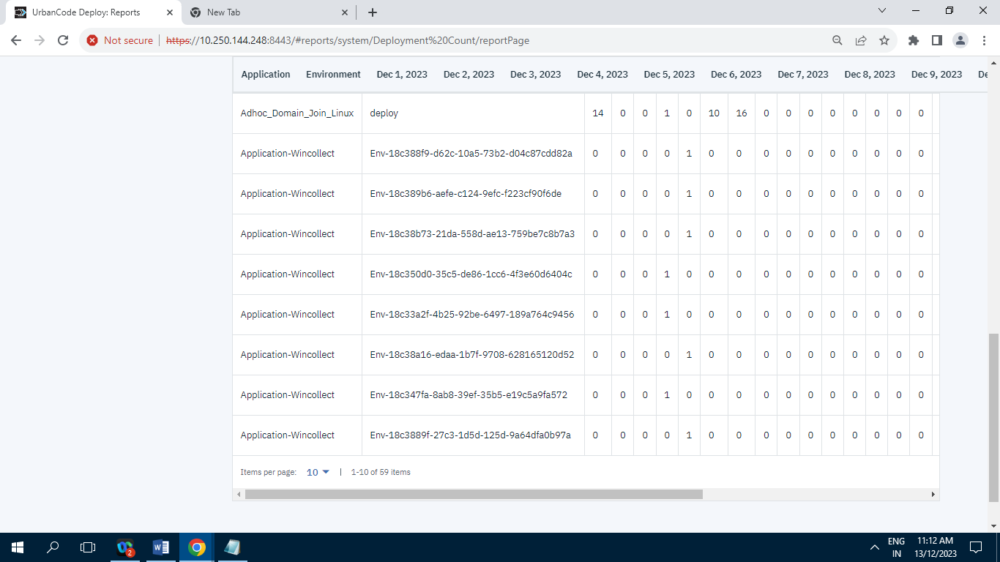 UrbanCode Deploy: Reports
New Tab
Not secure https://10.250.144.248:8443/#reports/system/Deployment%20Count/reportPage
Application Environment Dec 1, 2023 Dec 2, 2023 Dec 3, 2023 Dec 4, 2023 Dec 5, 2023 Dec 6, 2023 Dec 7, 2023 Dec 8, 2023 Dec 9, 2023 De
Adhoc_Domain_Join_Linux deploy 14 0 0 1 0 10 16 0 0 0 0 0 0 0 0
Application-Wincollect Env-18c388f9-d62c-10a5-73b2-d04c87cdd82a 0 0 0 0 1 0 0 0 0 0 0 0 0 0 0
Application-Wincollect Env-18c389b6-aefe-c124-9efc-f223cf90f6de 0 0 0 0 1 0 0 0 0 0 0 0 0 0 0
Application-Wincollect Env-18c38b73-21da-558d-ae13-759be7c8b7a3 0 0 0 0 1 0 0 0 0 0 0 0 0 0 0
Application-Wincollect Env-18c350d0-35c5-de86-1cc6-4f3e60d6404c 0 0 0 1 0 0 0 0 0 0 0 0 0 0 0
Application-Wincollect Env-18c33a2f-4b25-92be-6497-189a764c9456 0 0 0 1 0 0 0 0 0 0 0 0 0 0 0
Application-Wincollect Env-18c38a16-edaa-1b7f-9708-628165120d52 0 0 0 0 1 0 0 0 0 0 0 0 0 0 0
Application-Wincollect Env-18c347fa-8ab8-39ef-35b5-e19c5a9fa572 0 0 0 1 0 0 0 0 0 0 0 0 0 0 0
Application-Wincollect Env-18c3889f-27c3-1d5d-125d-9a64dfa0b97a 0 0 0 0 1 0 0 0 0 0 0 0 0 0 0
Items per page: 10 | 1-10 of 59 items
2
ENG 11:12 AM
IN 13/12/2023